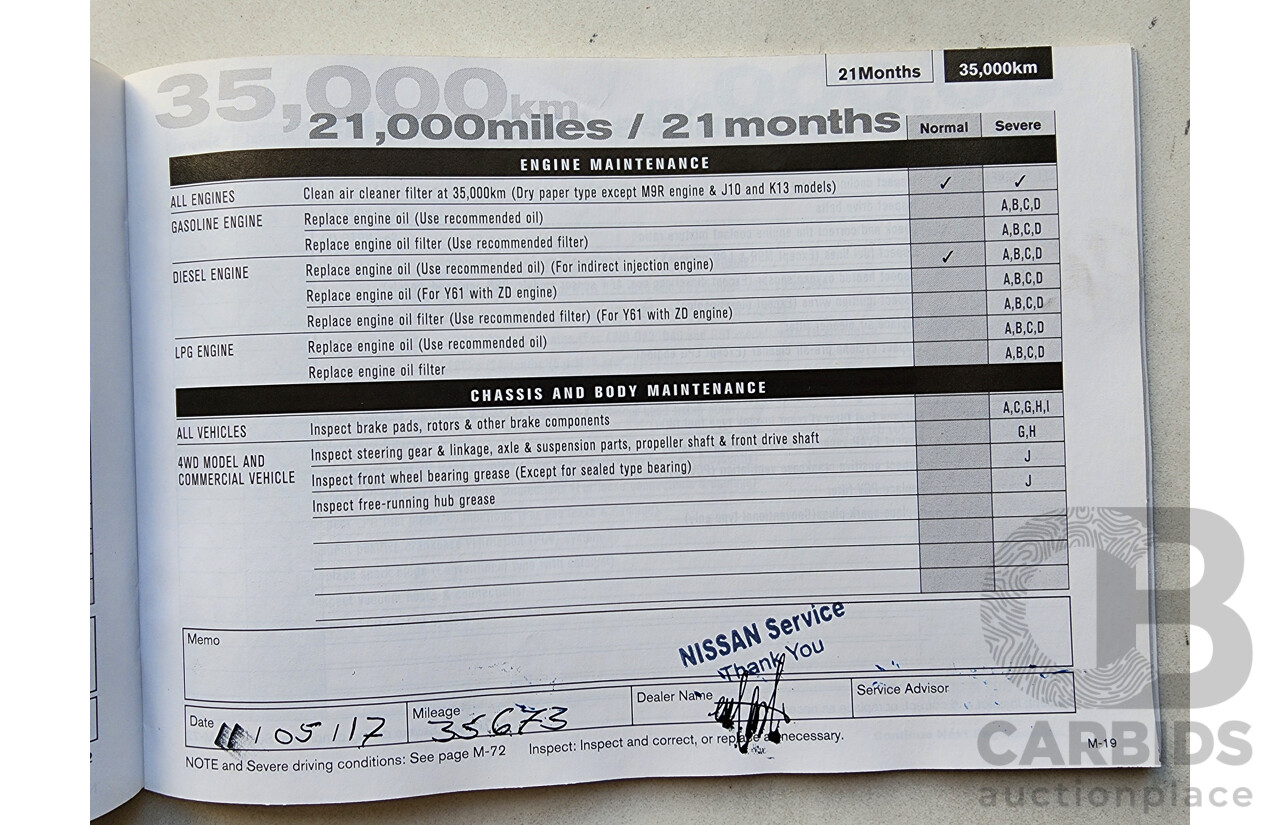 21Months 35,000km
35,000km
21,000miles / 21months Normal Severe
ENGINE MAINTENANCE
ALL ENGINES Clean air cleaner filter at 35,000km (Dry paper type except M9R engine & J10 and K13 models) ✓ ✓
GASOLINE ENGINE Replace engine oil (Use recommended oil) A,B,C,D
Replace engine oil filter (Use recommended filter) A,B,C,D
DIESEL ENGINE Replace engine oil (Use recommended oil) (For indirect injection engine) ✓ A,B,C,D
Replace engine oil (For Y61 with ZD engine) A,B,C,D
Replace engine oil filter (Use recommended filter) (For Y61 with ZD engine) A,B,C,D
LPG ENGINE Replace engine oil (Use recommended oil) A,B,C,D
Replace engine oil filter A,B,C,D
CHASSIS AND BODY MAINTENANCE
ALL VEHICLES Inspect brake pads, rotors & other brake components A,C,G,H,I
4WD MODEL AND Inspect steering gear & linkage, axle & suspension parts, propeller shaft & front drive shaft G,H
COMMERCIAL VEHICLE Inspect front wheel bearing grease (Except for sealed type bearing) J
Inspect free-running hub grease J
Memo
NISSAN Service
Thank You
Date 05/17 Mileage 35673 Dealer Name Service Advisor
NOTE and Severe driving conditions: See page M-72 Inspect: Inspect and correct, or replace necessary. M-19
CB
CARBIDS
auctionplace